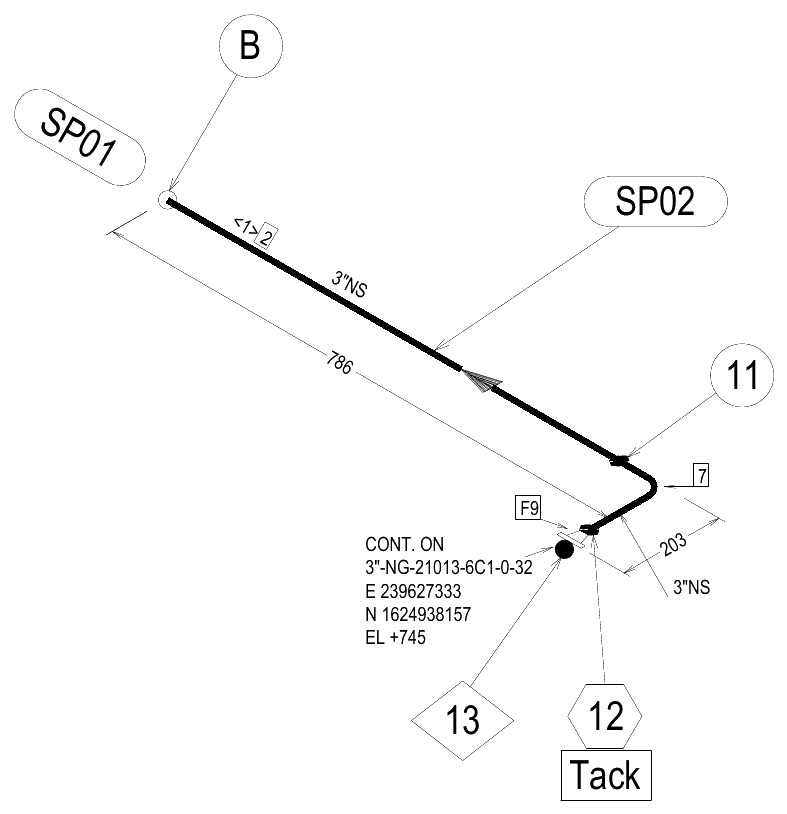 B
SP01
SP02
<1> 2
3"NS
786
11
7
F9
203
CONT. ON
3"-NG-21013-6C1-0-32
E 239627333
N 1624938157
EL +745
3"NS
13
12
Tack